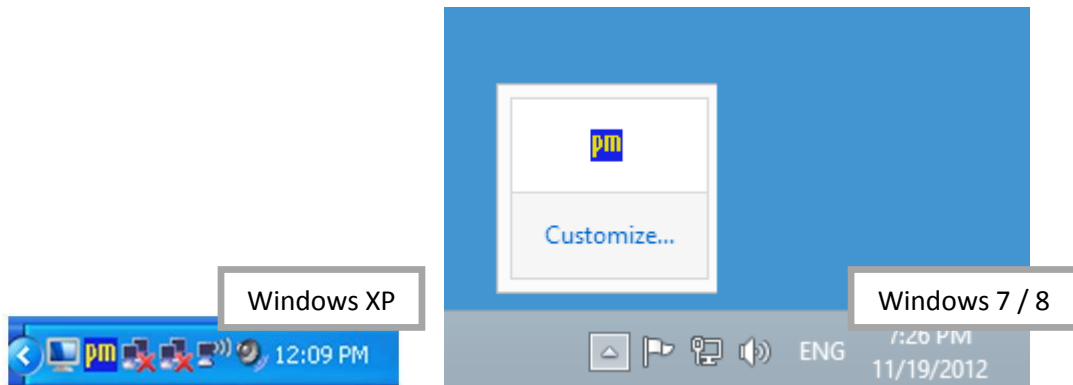 pm
Customize...
Windows XP
Windows 7 / 8
pm 12:09 PM
ENG 7:26 PM
11/19/2012